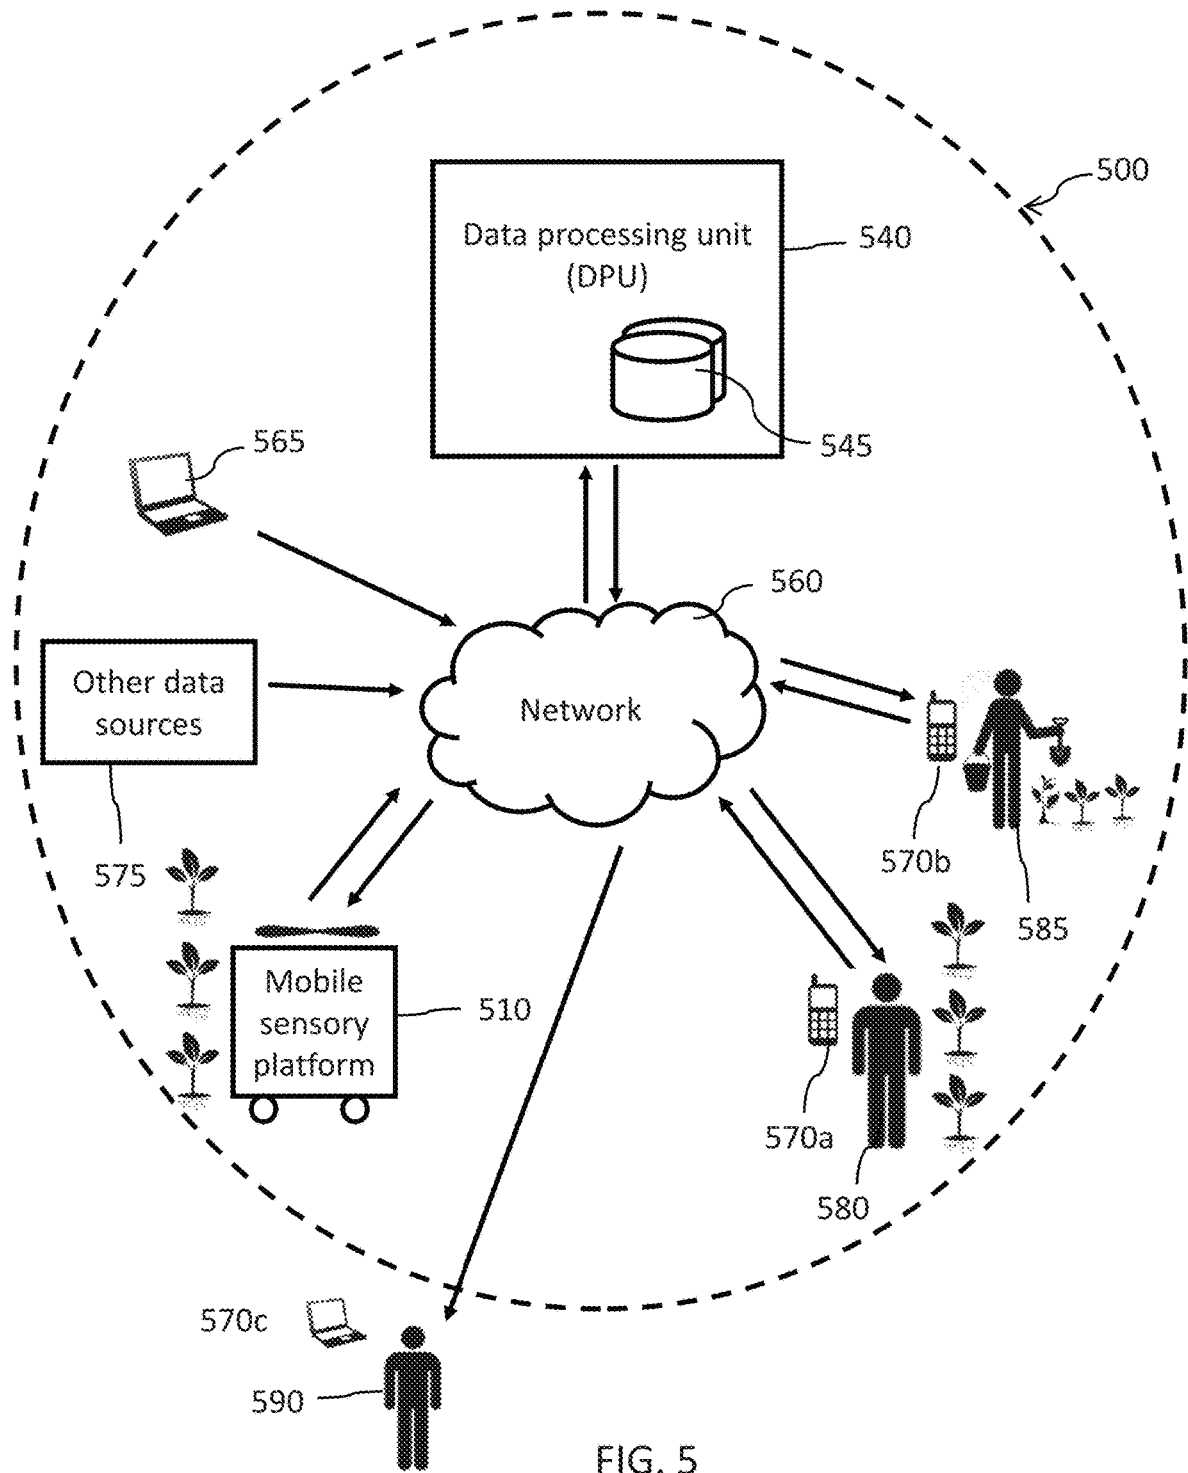 500
Data processing unit
(DPU)
540
545
565
560
Network
Other data
sources
575
570b
585
Mobile
sensory
platform
510
570a
580
570c
590
FIG. 5